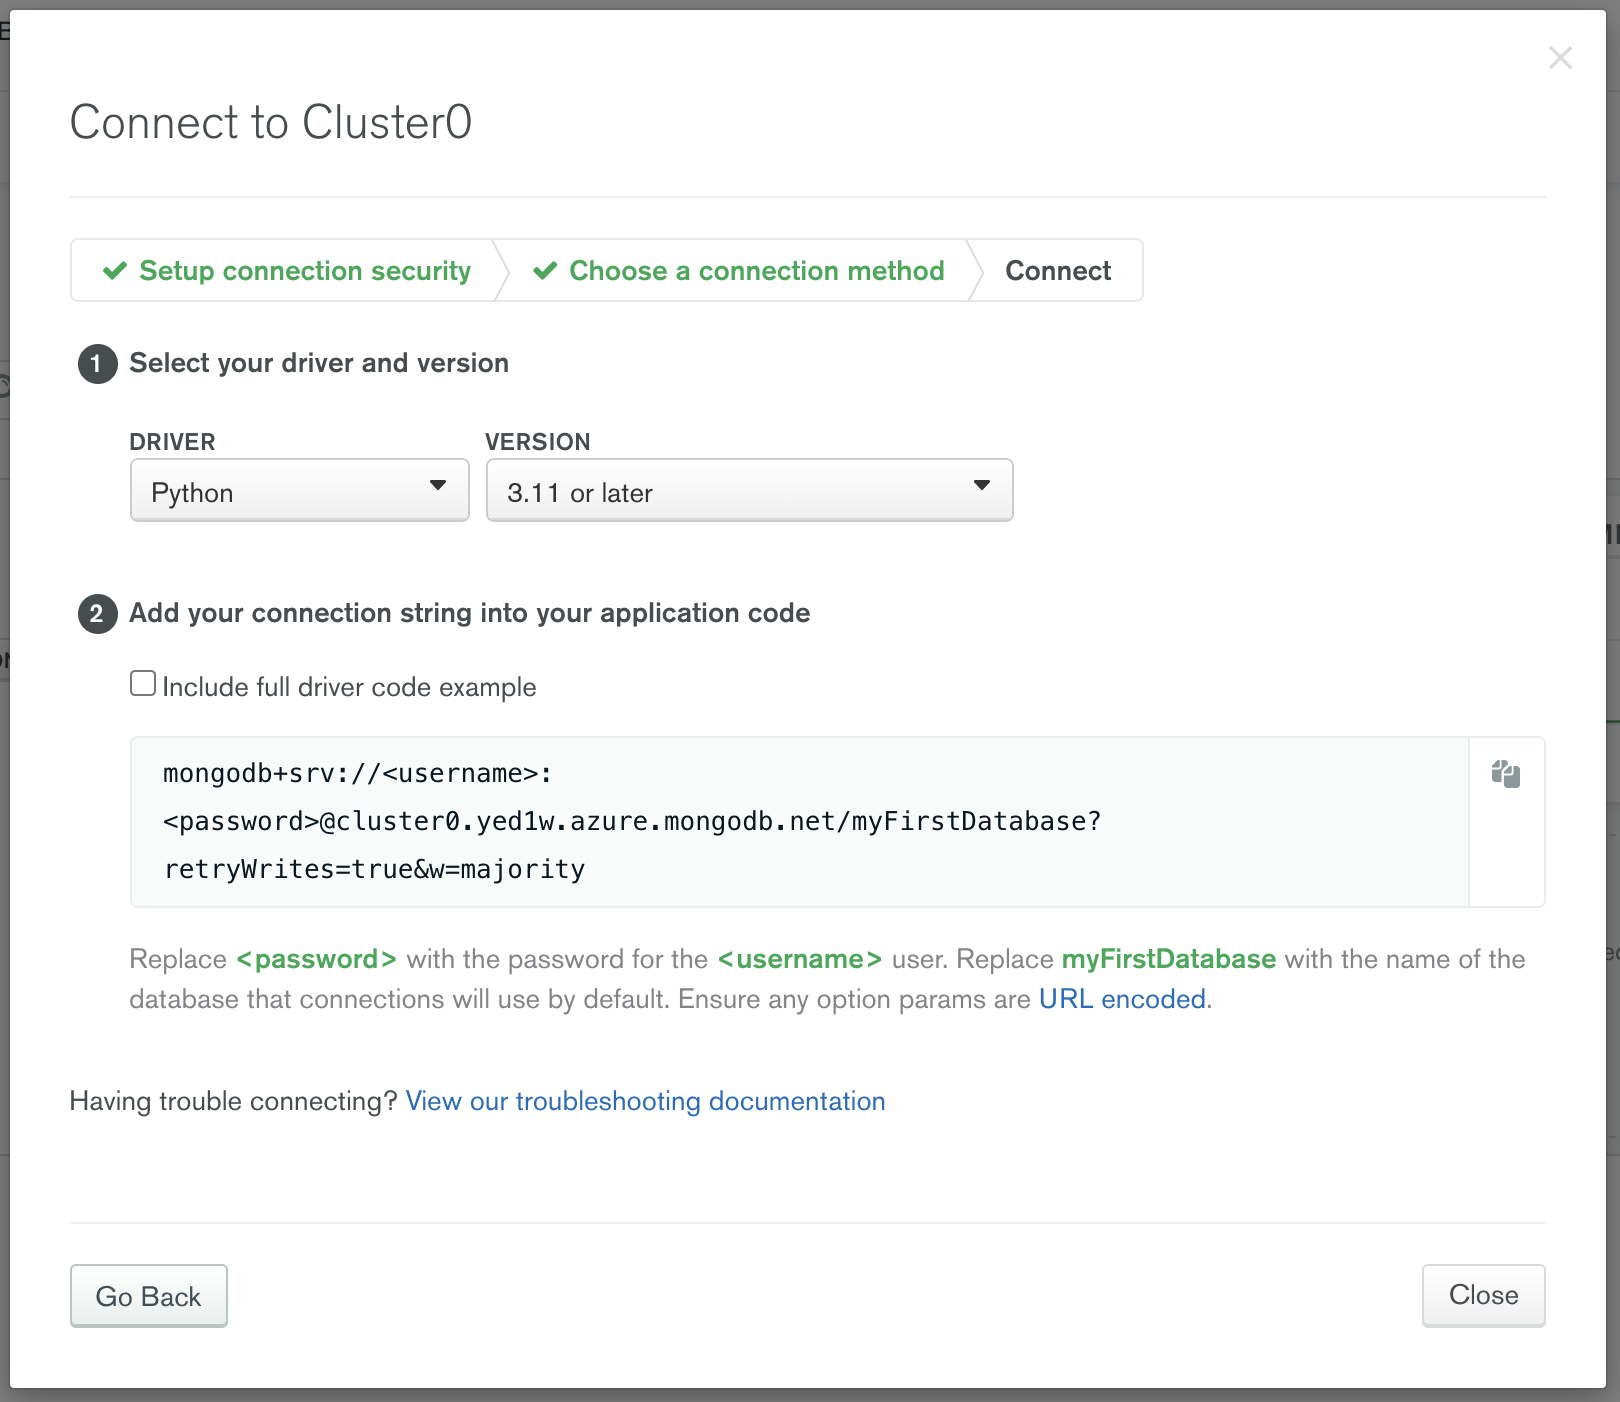 Connect to Cluster0
Setup connection security
Choose a connection method
Connect
1 Select your driver and version
DRIVER
VERSION
Python
3.11 or later
2 Add your connection string into your application code
Include full driver code example
mongodb+srv://<username>:
<password>@cluster0.yed1w.azure.mongodb.net/myFirstDatabase?
retryWrites=true&w=majority
Replace <password> with the password for the <username> user. Replace myFirstDatabase with the name of the
database that connections will use by default. Ensure any option params are URL encoded.
Having trouble connecting? View our troubleshooting documentation
Go Back
Close